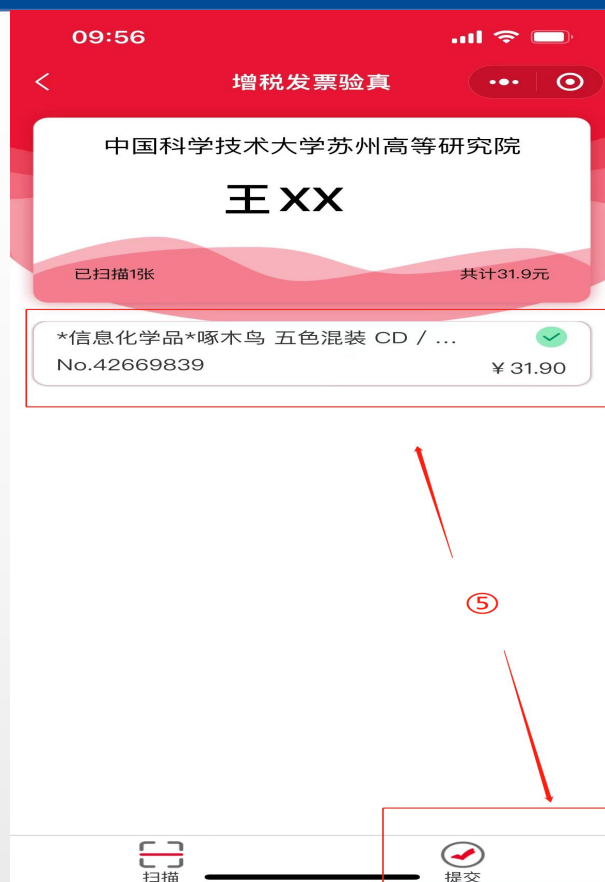 09:56
增税发票验真
中国科学技术大学苏州高等研究院
王XX
已扫描1张 共计31.9元
*信息化学品*啄木鸟 五色混装 CD / ...
No.42669839 ¥ 31.90
⑤
扫描 提交